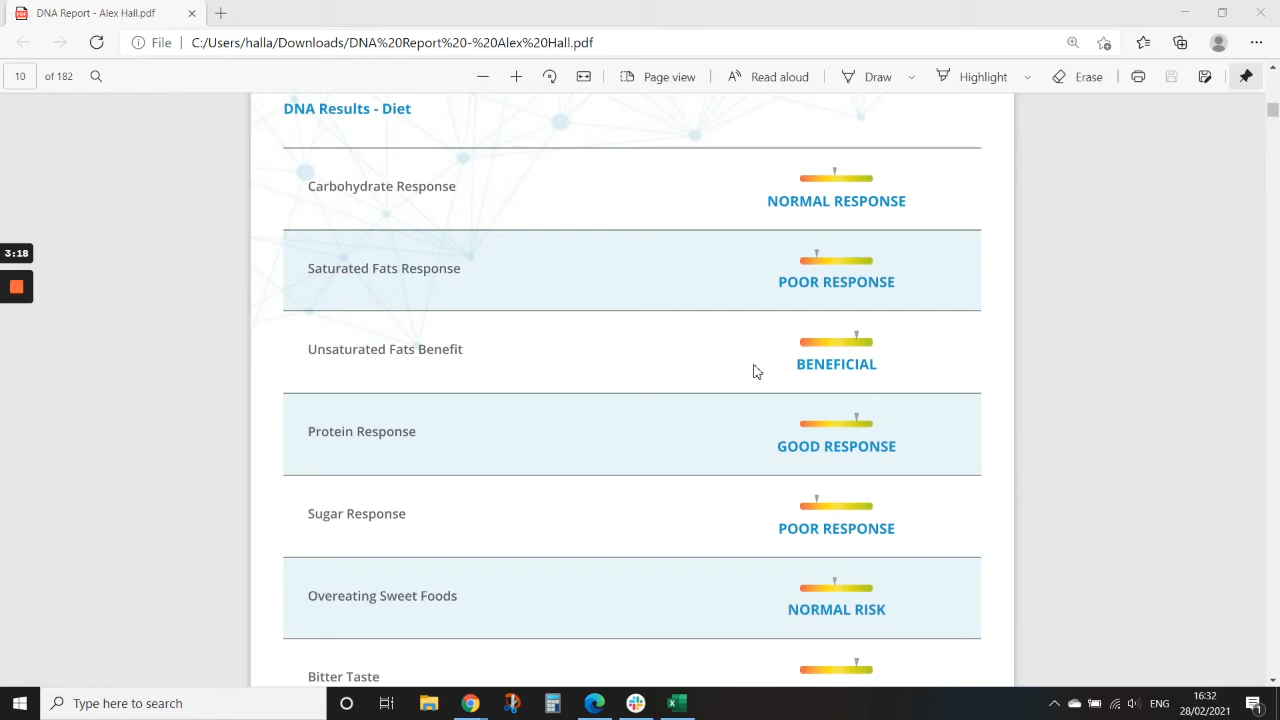 DNA Report - Alex Hall.pdf
File C:/Users/halla/Downloads/DNA%20Report%20-%20Alex%20Hall.pdf
10 of 182 Page view Read aloud Draw Highlight Erase
DNA Results - Diet
Carbohydrate Response
NORMAL RESPONSE
3:18
Saturated Fats Response
POOR RESPONSE
Unsaturated Fats Benefit
BENEFICIAL
Protein Response
GOOD RESPONSE
Sugar Response
POOR RESPONSE
Overeating Sweet Foods
NORMAL RISK
Bitter Taste
Type here to search
ENG
16:32
28/02/2021